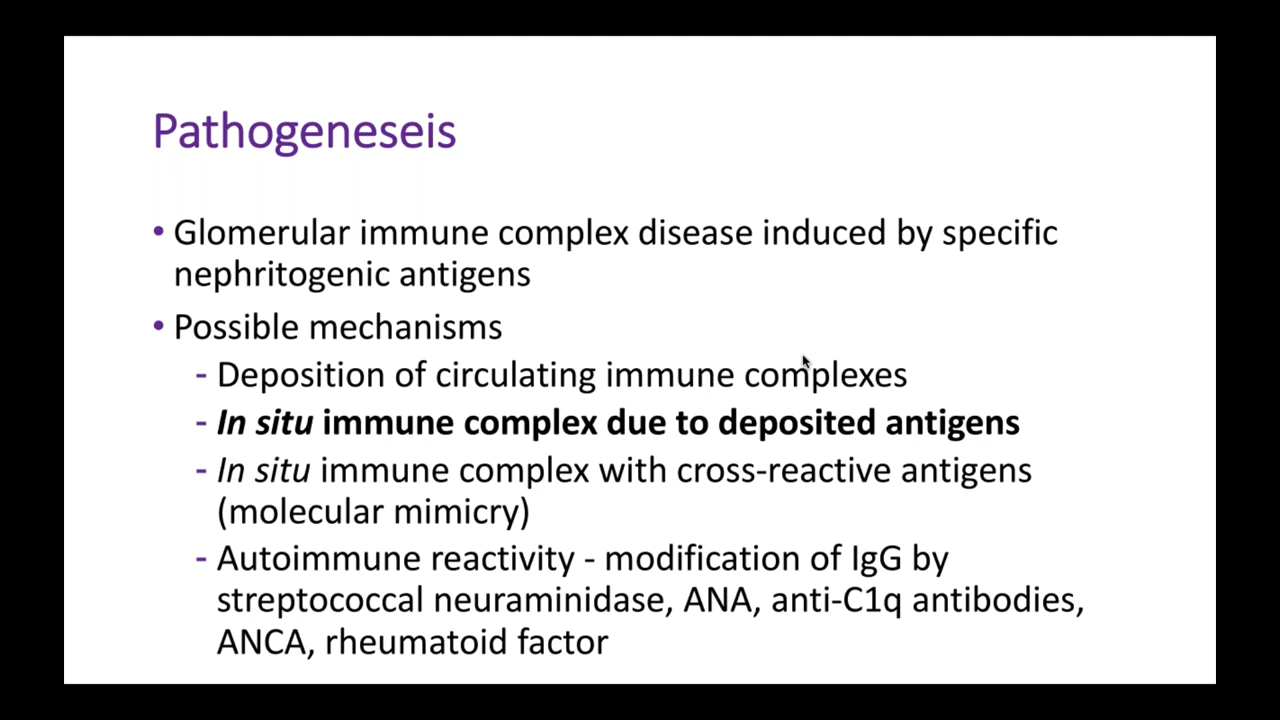 Pathogeneseis
• Glomerular immune complex disease induced by specific
nephritogenic antigens
• Possible mechanisms
- Deposition of circulating immune complexes
- In situ immune complex due to deposited antigens
- In situ immune complex with cross-reactive antigens
(molecular mimicry)
- Autoimmune reactivity - modification of IgG by
streptococcal neuraminidase, ANA, anti-C1q antibodies,
ANCA, rheumatoid factor